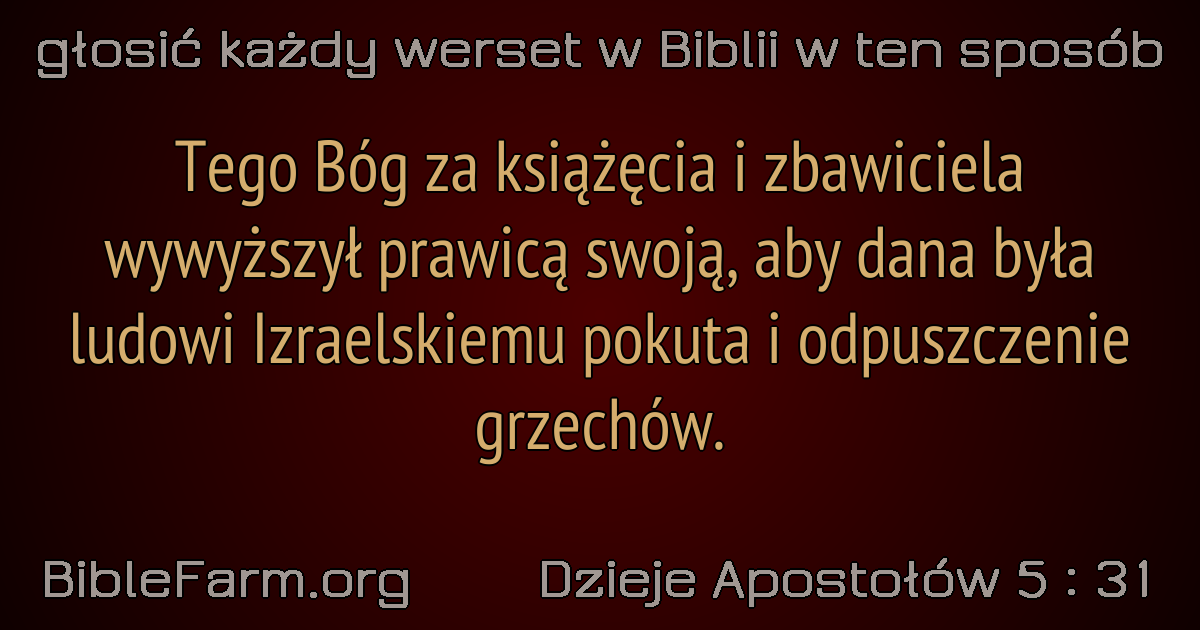 głosić każdy werset w Biblii w ten sposób
Tego Bóg za książęcia i zbawiciela
wywyższył prawicą swoją, aby dana była
ludowi Izraelskiemu pokuta i odpuszczenie
grzechów.
BibleFarm.org Dzieje Apostołów 5 : 31